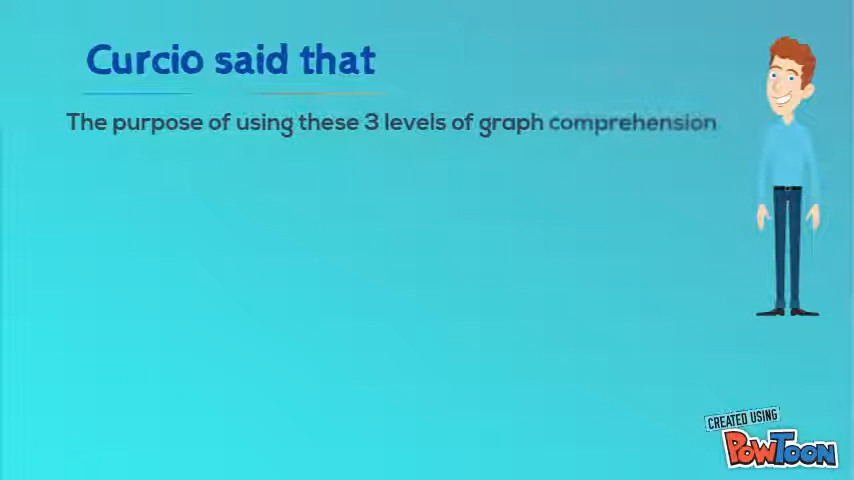 Curcio said that
The purpose of using these 3 levels of graph comprehension
CREATED USING
POWTOON